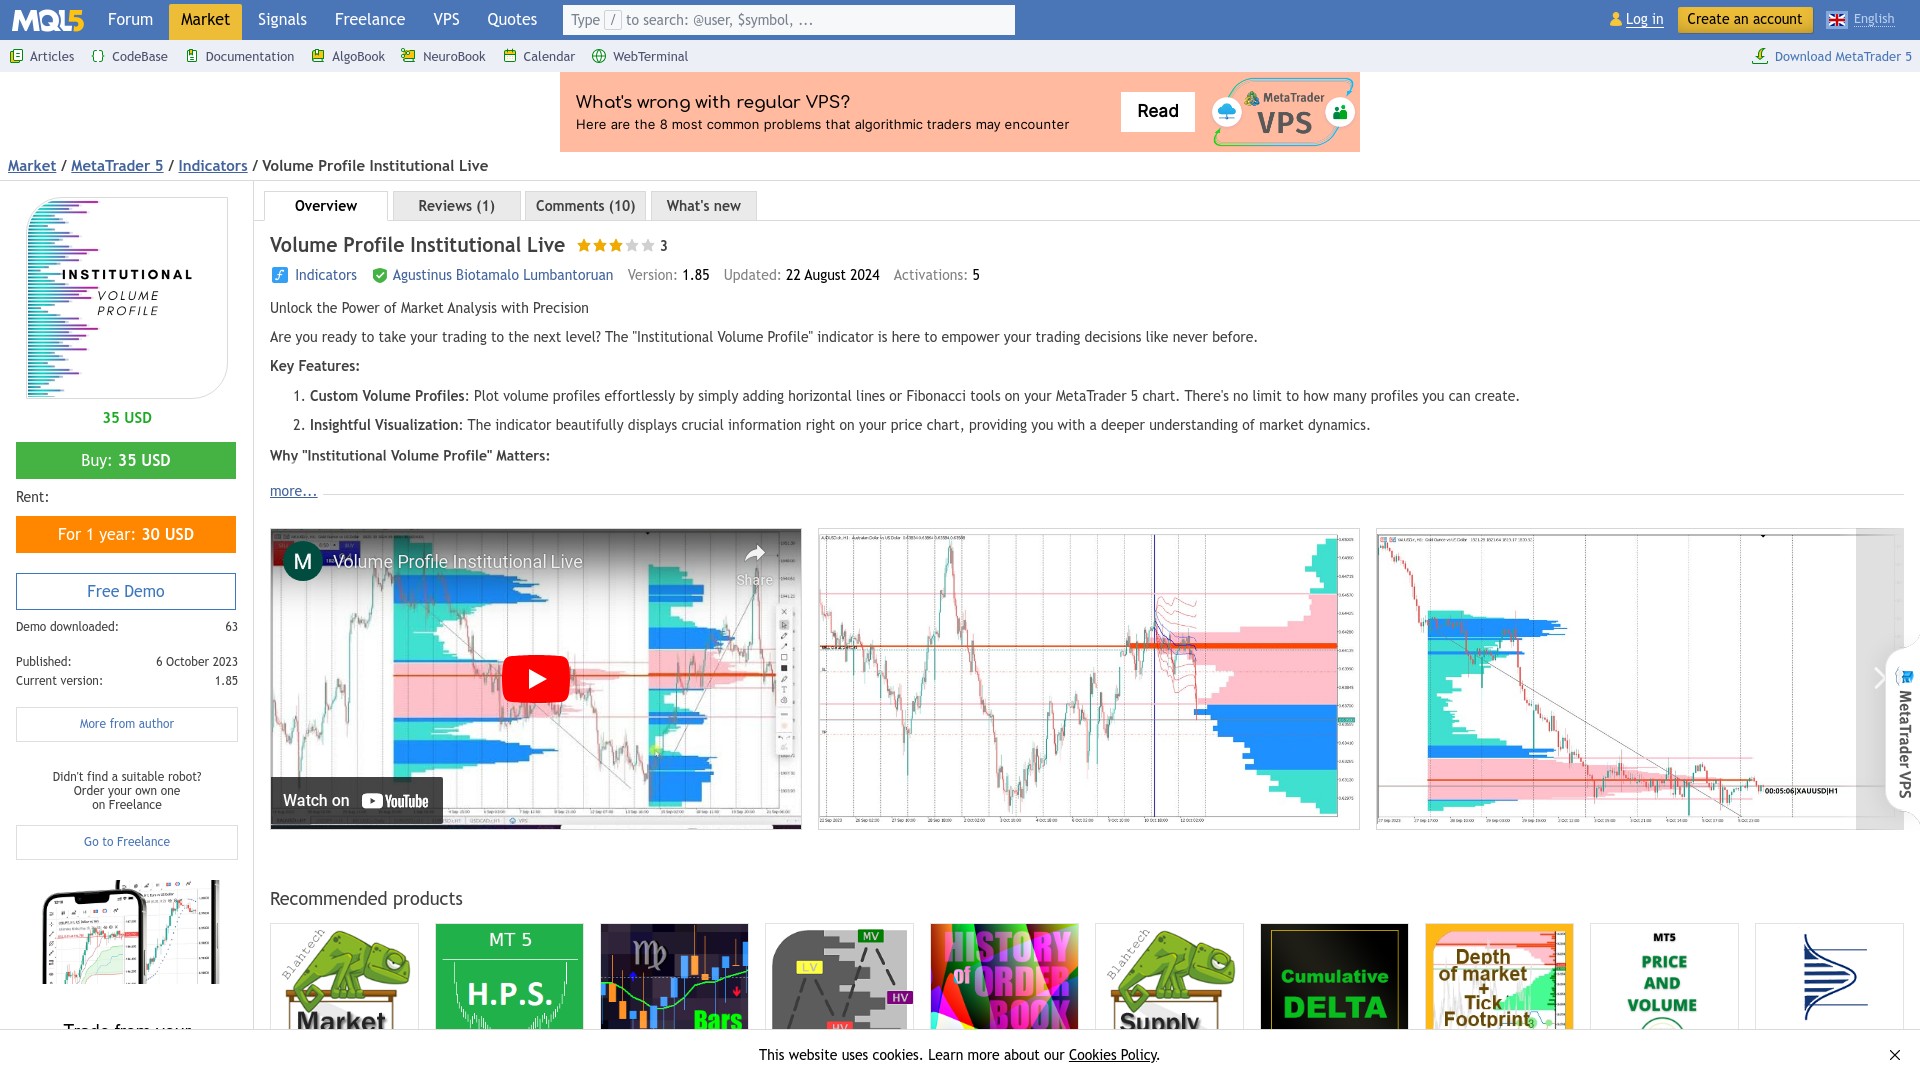 MQL5 Forum Market Signals Freelance VPS Quotes Type / to search: @user, $symbol, ... Log in Create an account English
Articles CodeBase Documentation AlgoBook NeuroBook Calendar WebTerminal Download MetaTrader 5
What's wrong with regular VPS?
Here are the 8 most common problems that algorithmic traders may encounter
Read
MetaTrader
VPS
Market / MetaTrader 5 / Indicators / Volume Profile Institutional Live
INSTITUTIONAL
VOLUME
PROFILE
35 USD
Buy: 35 USD
Rent:
For 1 year: 30 USD
Free Demo
Demo downloaded: 63
Published: 6 October 2023
Current version: 1.85
More from author
Didn't find a suitable robot?
Order your own one
on Freelance
Go to Freelance
Overview Reviews (1) Comments (10) What's new
Volume Profile Institutional Live 3
Indicators Agustinus Biotamalo Lumbantoruan Version: 1.85 Updated: 22 August 2024 Activations: 5
Unlock the Power of Market Analysis with Precision
Are you ready to take your trading to the next level? The "Institutional Volume Profile" indicator is here to empower your trading decisions like never before.
Key Features:
1. Custom Volume Profiles: Plot volume profiles effortlessly by simply adding horizontal lines or Fibonacci tools on your MetaTrader 5 chart. There's no limit to how many profiles you can create.
2. Insightful Visualization: The indicator beautifully displays crucial information right on your price chart, providing you with a deeper understanding of market dynamics.
Why "Institutional Volume Profile" Matters:
more...
M Volume Profile Institutional Live
Share
Watch on YouTube
00:05:06|XAUUSD|H1
MetaTrader VPS
Recommended products
Blahtech
Market
MT 5
H.P.S.
Bars
MV
LV
HV
HV
HISTORY
of ORDER
BOOK
Blahtech
Supply
Cumulative
DELTA
Depth
of market
+
Tick
Footprint
MT5
PRICE
AND
VOLUME
This website uses cookies. Learn more about our Cookies Policy.